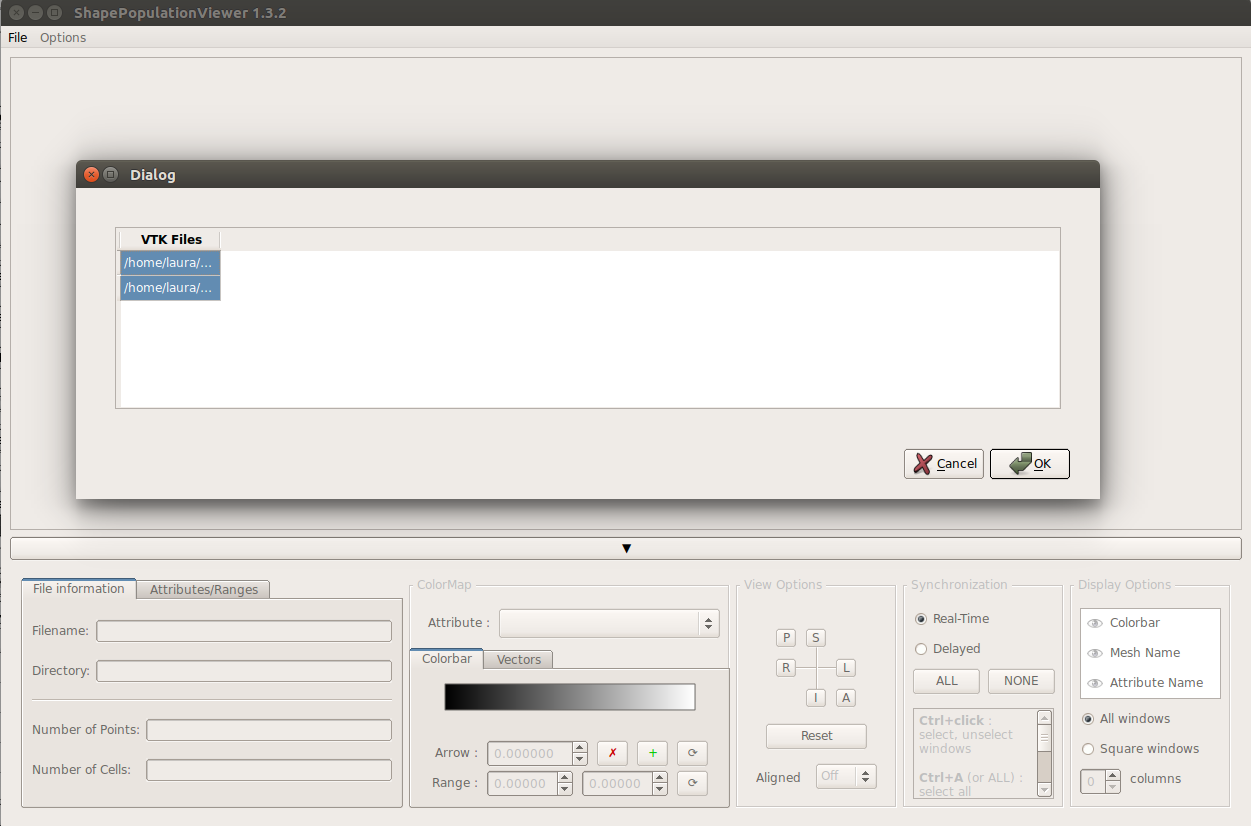 ShapePopulationViewer 1.3.2
File Options
Dialog
VTK Files
/home/laura/...
/home/laura/...
Cancel OK
▼
File information Attributes/Ranges
Filename:
Directory:
Number of Points:
Number of Cells:
ColorMap
Attribute :
Colorbar Vectors
Arrow : 0.000000 ✗ + ⟳
Range : 0.00000 0.00000 ⟳
View Options
P S
R L
I A
Reset
Aligned Off
Synchronization
Real-Time
Delayed
ALL NONE
Ctrl+click :
select, unselect
windows
Ctrl+A (or ALL) :
select all
Display Options
Colorbar
Mesh Name
Attribute Name
All windows
Square windows
0 columns